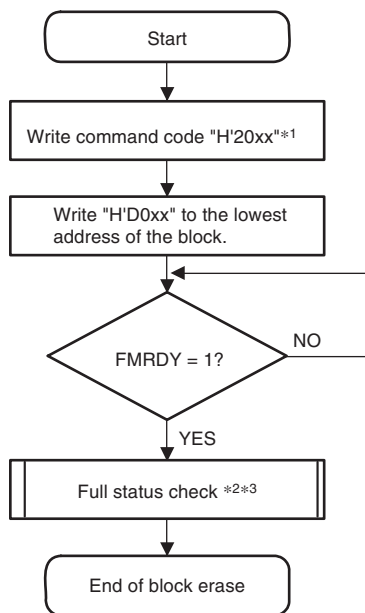 Start
Write command code "H'20xx"*1
Write "H'D0xx" to the lowest
address of the block.
FMRDY = 1?
NO
YES
Full status check *2*3
End of block erase